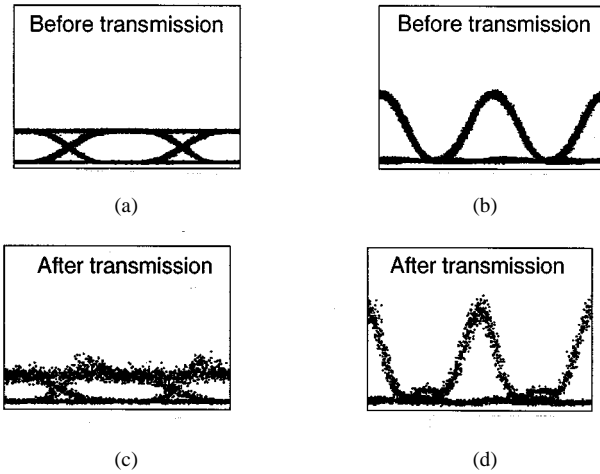 Before transmission
Before transmission
(a)
(b)
After transmission
After transmission
(c)
(d)